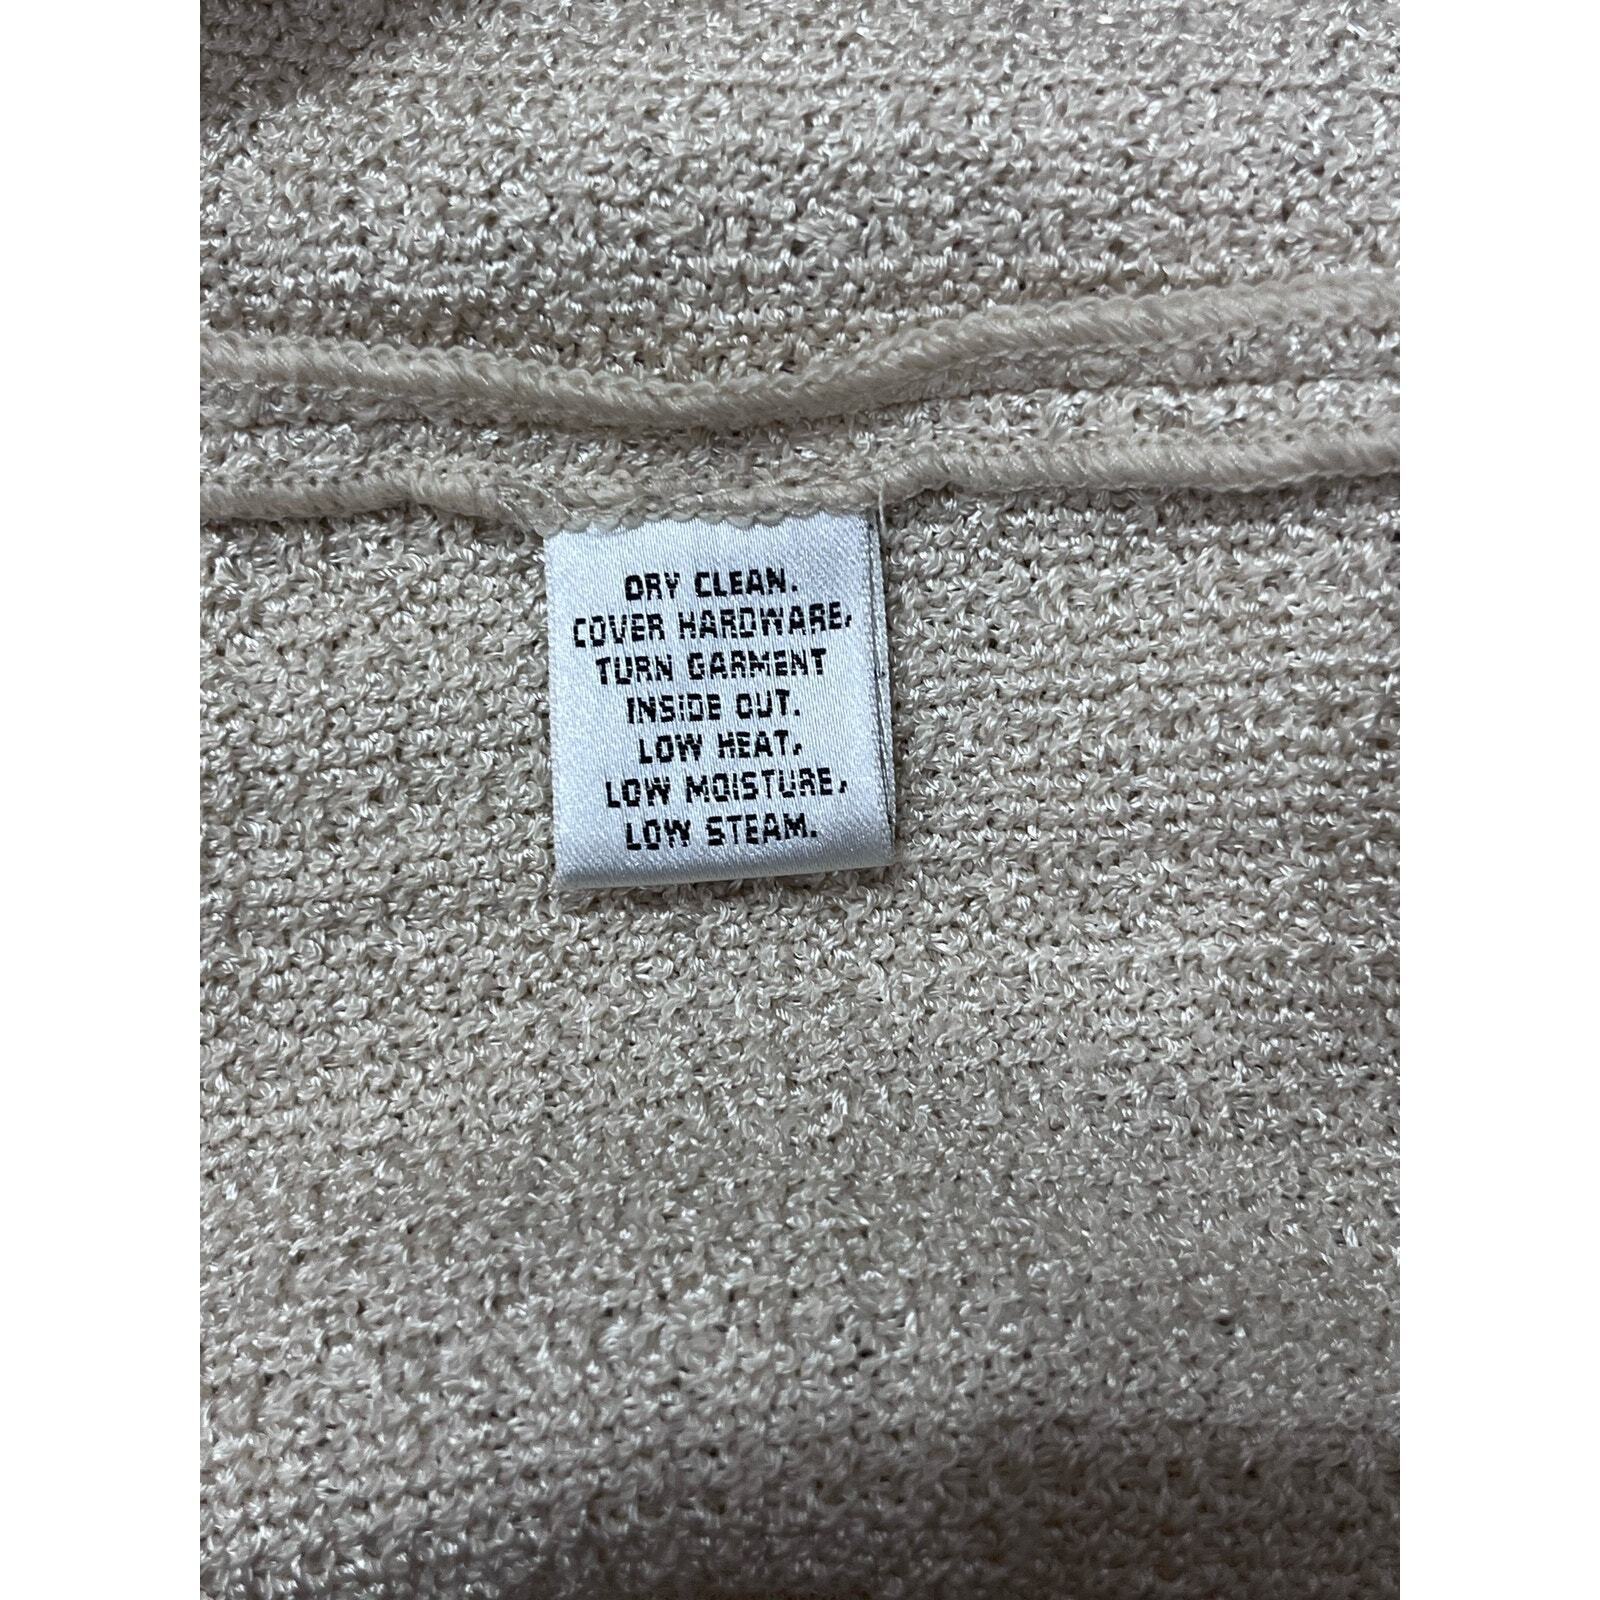 DRY CLEAN.
COVER HARDWARE,
TURN GARMENT
INSIDE OUT.
LOW HEAT,
LOW MOISTURE,
LOW STEAM.